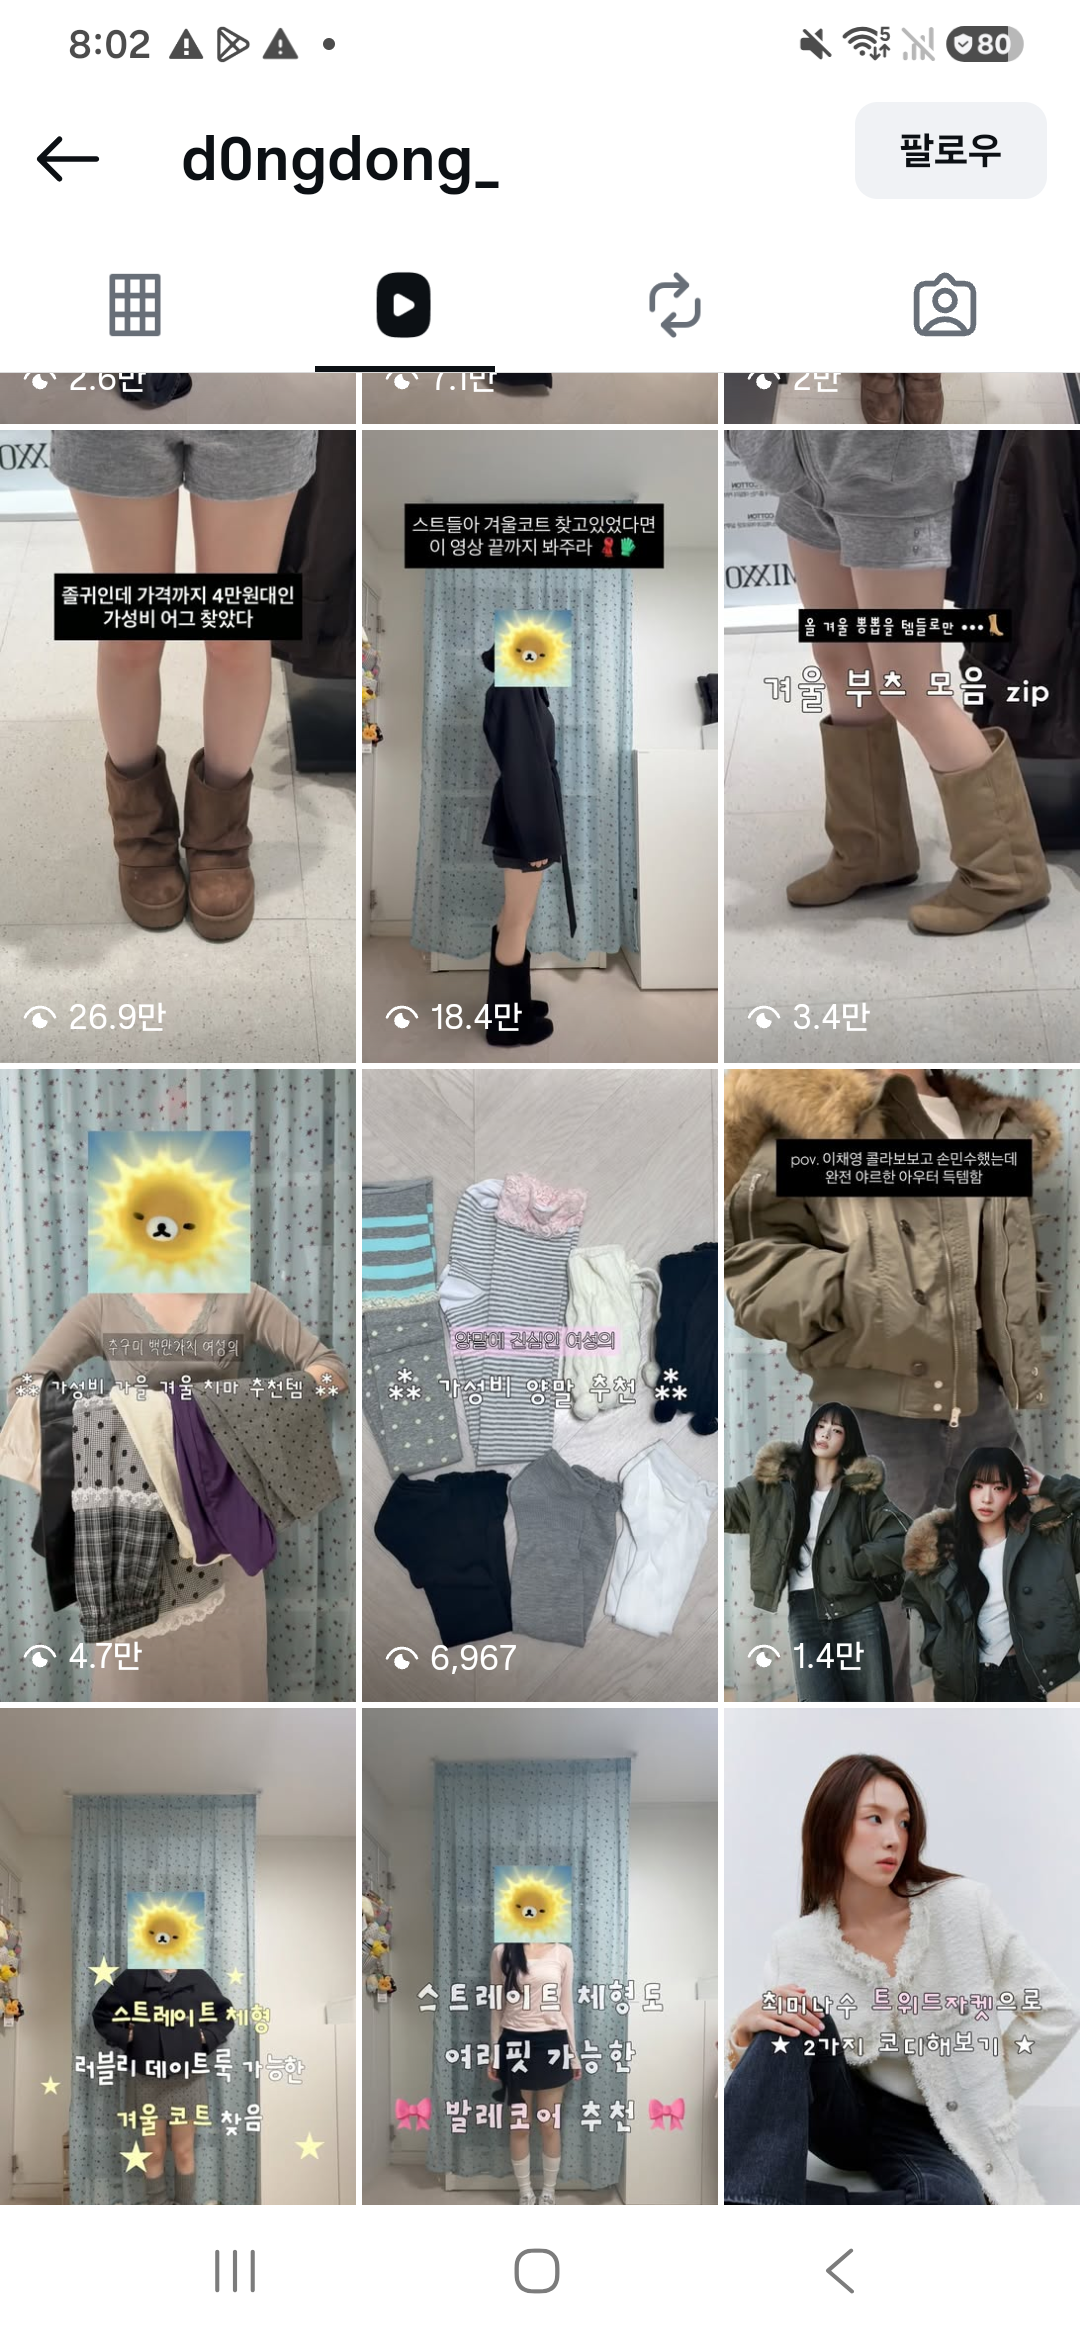 8:02
5
80
d0ngdong_
팔로우
2.6만
7.1만
2만
졸귀인데 가격까지 4만원대인
가성비 어그 찾았다
26.9만
스트들아 겨울코트 찾고있었다면
이 영상 끝까지 봐주라
18.4만
OXXIN
올 겨울 뽕뽑을 템들로만 •••
겨울 부츠 모음 zip
3.4만
추구미 백만가지 여성의
가성비 가을 겨울 치마 추천템
4.7만
양말에 진심인 여성의
가성비 양말 추천
6,967
pov. 이채영 콜라보보고 손민수했는데
완전 야르한 아우터 득템함
1.4만
스트레이트 체형
러블리 데이트룩 가능한
겨울 코트 찾음
스트레이트 체형도
여리핏 가능한
발레코어 추천
최미나수 트위드자켓으로
★ 2가지 코디해보기 ★